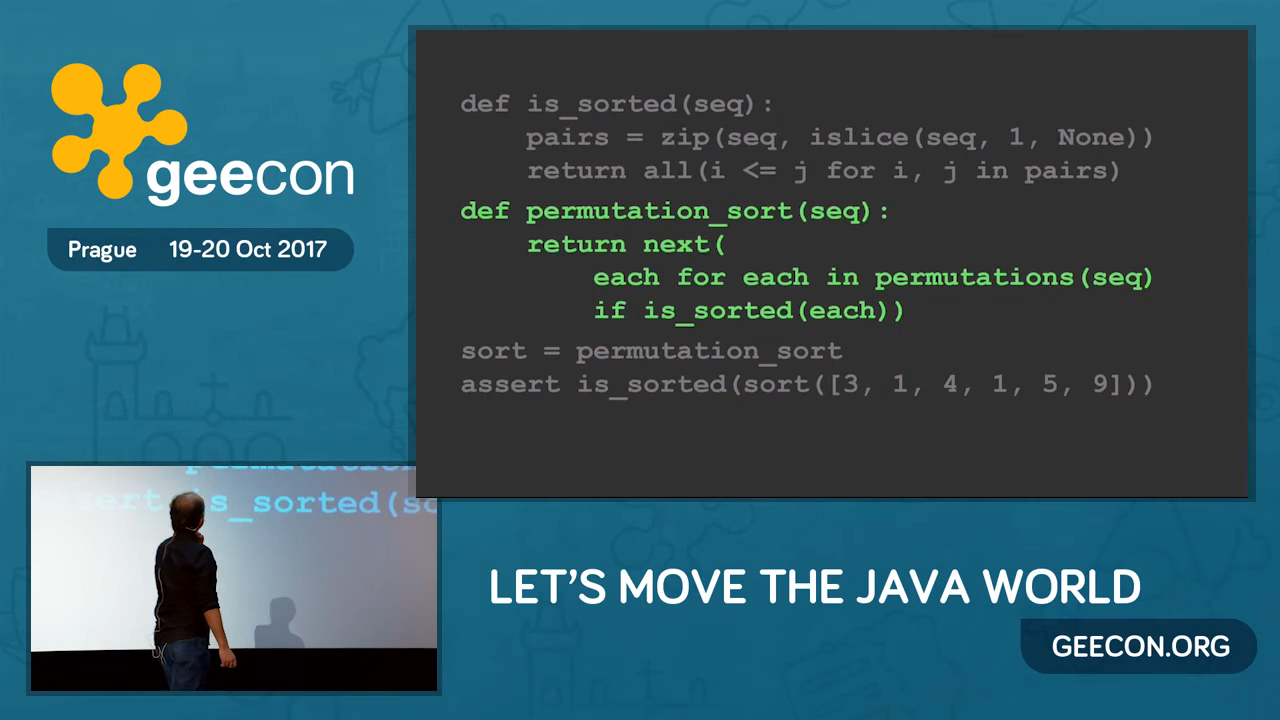 geecon
Prague 19-20 Oct 2017
def is_sorted(seq):
    pairs = zip(seq, islice(seq, 1, None))
    return all(i <= j for i, j in pairs)
def permutation_sort(seq):
    return next(
        each for each in permutations(seq)
        if is_sorted(each))
sort = permutation_sort
assert is_sorted(sort([3, 1, 4, 1, 5, 9]))
is_sorted(so
LET'S MOVE THE JAVA WORLD
GEECON.ORG